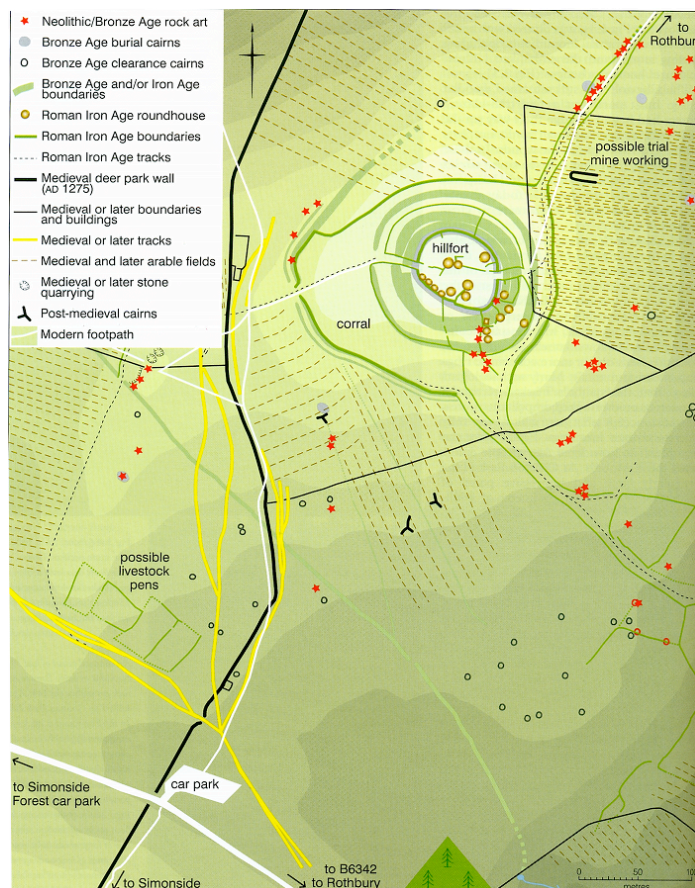 Neolithic/Bronze Age rock art
Bronze Age burial cairns
Bronze Age clearance cairns
Bronze Age and/or Iron Age
boundaries
Roman Iron Age roundhouse
Roman Iron Age boundaries
Roman Iron Age tracks
Medieval deer park wall
(AD 1275)
Medieval or later boundaries
and buildings
Medieval or later tracks
Medieval and later arable fields
Medieval or later stone
quarrying
Post-medieval cairns
Modern footpath
to
Rothbury
possible trial
mine working
hillfort
corral
possible
livestock
pens
car park
to Simonside
Forest car park
to Simonside
to B6342
to Rothbury
0
50
metres